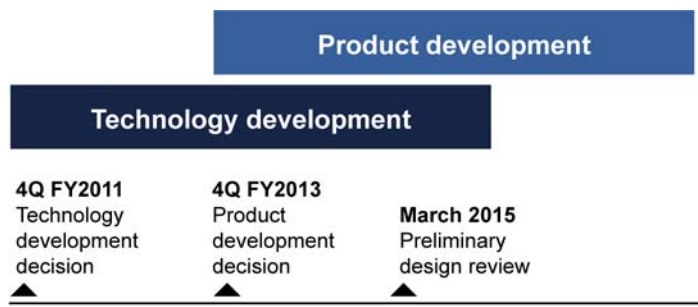 Product development
Technology development
4Q FY2011
Technology
development
decision
4Q FY2013
Product
development
decision
March 2015
Preliminary
design review